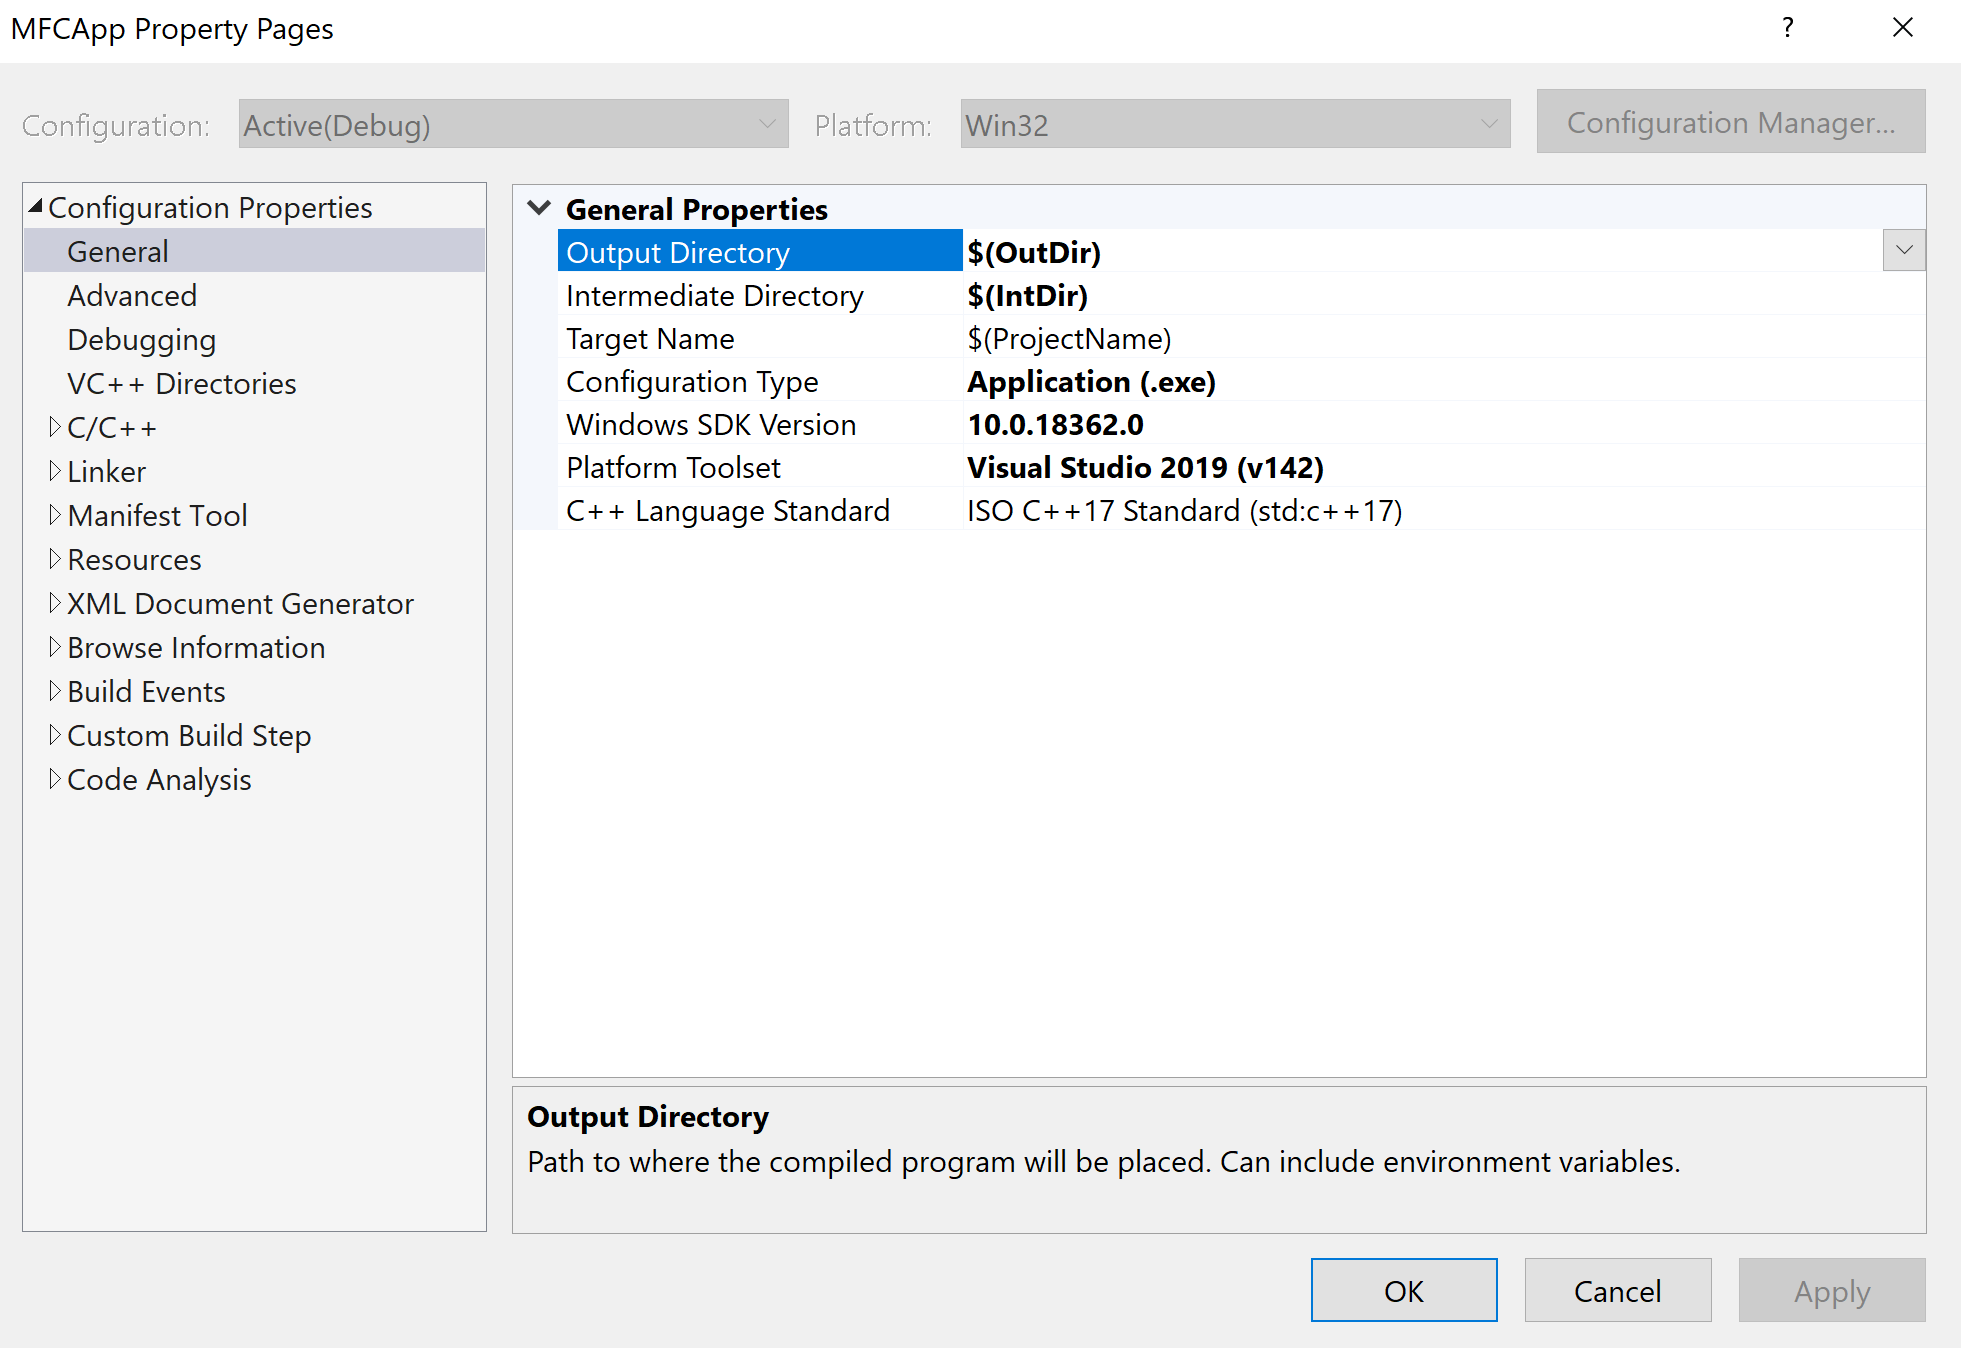 MFCApp Property Pages
?
Configuration: Active(Debug) Platform: Win32 Configuration Manager...
Configuration Properties
General
Advanced
Debugging
VC++ Directories
C/C++
Linker
Manifest Tool
Resources
XML Document Generator
Browse Information
Build Events
Custom Build Step
Code Analysis
General Properties
Output Directory $(OutDir)
Intermediate Directory $(IntDir)
Target Name $(ProjectName)
Configuration Type Application (.exe)
Windows SDK Version 10.0.18362.0
Platform Toolset Visual Studio 2019 (v142)
C++ Language Standard ISO C++17 Standard (std:c++17)
Output Directory
Path to where the compiled program will be placed. Can include environment variables.
OK Cancel Apply